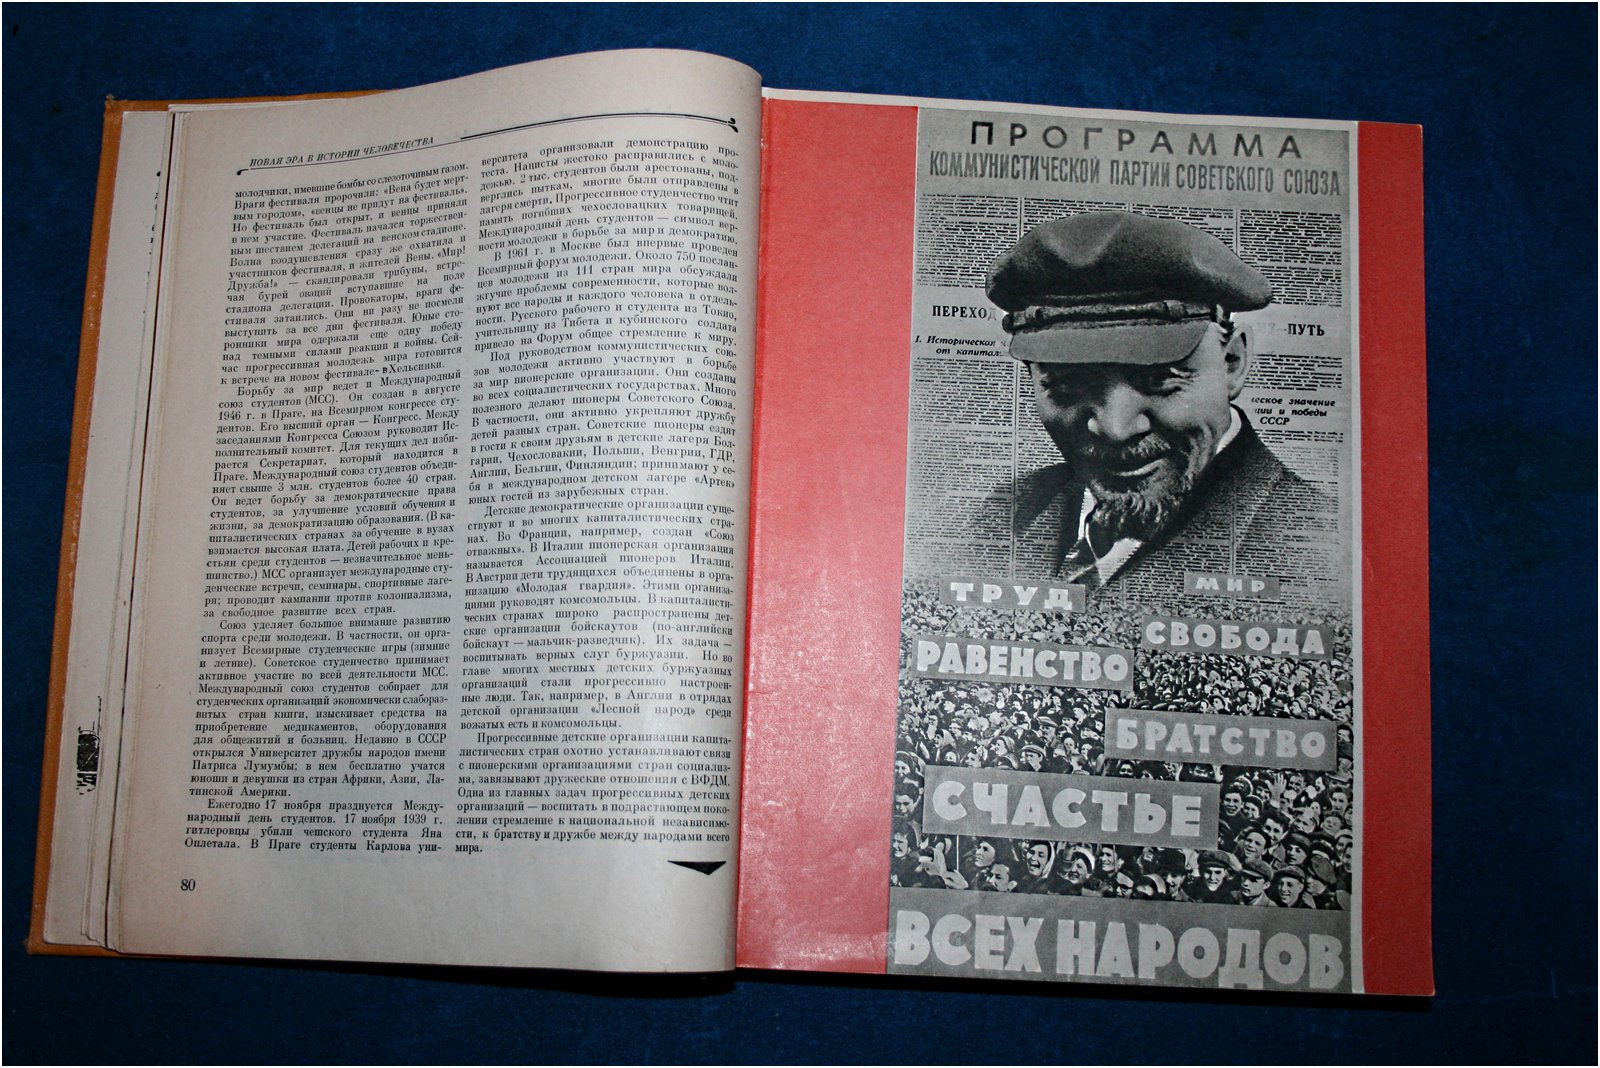 НОВАЯ ЭРА В ИСТОРИИ ЧЕЛОВЕЧЕСТВА
молодчики, имевшие бомбы со слезоточивым газом.
Враги фестиваля пророчили: «Вена будет мерт-
вым городом», «венцы не придут на фестиваль».
Но фестиваль был открыт, и венцы приняли
в нем участие. Фестиваль начался торжествен-
ным шествием делегаций на венском стадионе.
Волна воодушевления сразу же охватила и
участников фестиваля, и жителей Вены. «Мир!
Дружба!» — скандировали трибуны, встре-
чая бурей оваций вступавшие на поле
стадиона делегации. Провокаторы, враги фе-
стиваля затаились. Они ни разу не посмели
выступить за все дни фестиваля. Юные сто-
ронники мира одержали еще одну победу
над темными силами реакции и войны. Сей-
час прогрессивная молодежь мира готовится
к встрече на новом фестивале - в Хельсинки.
Борьбу за мир ведет и Международный
союз студентов (МСС). Он создан в августе
1946 г. в Праге, на Всемирном конгрессе сту-
дентов. Его высший орган — Конгресс. Между
заседаниями Конгресса Союзом руководит Ис-
полнительный комитет. Для текущих дел изби-
рается Секретариат, который находится в
Праге. Международный союз студентов объеди-
няет свыше 3 млн. студентов более 40 стран.
Он ведет борьбу за демократические права
студентов, за улучшение условий обучения и
жизни, за демократизацию образования. (В ка-
питалистических странах за обучение в вузах
взимается высокая плата. Детей рабочих и кре-
стьян среди студентов — незначительное мень-
шинство.) МСС организует международные сту-
денческие встречи, семинары, спортивные лаге-
ря; проводит кампании против колониализма,
за свободное развитие всех стран.
Союз уделяет большое внимание развитию
спорта среди молодежи. В частности, он орга-
низует Всемирные студенческие игры (зимние
и летние). Советское студенчество принимает
активное участие во всей деятельности МСС.
Международный союз студентов собирает для
студенческих организаций экономически слабораз-
витых стран книги, изыскивает средства на
приобретение медикаментов, оборудования
для общежитий и больниц. Недавно в СССР
открылся Университет дружбы народов имени
Патриса Лумумбы; в нем бесплатно учатся
юноши и девушки из стран Африки, Азии, Ла-
тинской Америки.
Ежегодно 17 ноября празднуется Между-
народный день студентов. 17 ноября 1939 г.
гитлеровцы убили чешского студента Яна
Оплетала. В Праге студенты Карлова уни-
80
верситета организовали демонстрацию про-
теста. Нацисты жестоко расправились с моло-
дежью. 2 тыс. студентов были арестованы, под-
верглись пыткам, многие были отправлены в
лагеря смерти. Прогрессивное студенчество чтит
память погибших чехословацких товарищей.
Международный день студентов — символ вер-
ности молодежи в борьбе за мир и демократию.
В 1961 г. в Москве был впервые проведен
Всемирный форум молодежи. Около 750 послан-
цев молодежи из 111 стран мира обсуждали
жгучие проблемы современности, которые вол-
нуют все народы и каждого человека в отдель-
ности. Русского рабочего и студента из Токио,
учительницу из Тибета и кубинского солдата
привело на Форум общее стремление к миру.
Под руководством коммунистических сою-
зов молодежи активно участвуют в борьбе
за мир пионерские организации. Они созданы
во всех социалистических государствах. Много
полезного делают пионеры Советского Союза.
В частности, они активно укрепляют дружбу
детей разных стран. Советские пионеры ездят
в гости к своим друзьям в детские лагеря Бол-
гарии, Чехословакии, Польши, Венгрии, ГДР,
Англии, Бельгии, Финляндии; принимают у се-
бя в международном детском лагере «Артек»
юных гостей из зарубежных стран.
Детские демократические организации суще-
ствуют и во многих капиталистических стра-
нах. Во Франции, например, создан «Союз
отважных». В Италии пионерская организация
называется Ассоциацией пионеров Италии.
В Австрии дети трудящихся объединены в орга-
низацию «Молодая гвардия». Этими организа-
циями руководят комсомольцы. В капиталисти-
ческих странах широко распространены дет-
ские организации бойскаутов (по-английски
бойскаут — мальчик-разведчик). Их задача —
воспитывать верных слуг буржуазии. Но во
главе многих местных детских буржуазных
организаций стали прогрессивно настроен-
ные люди. Так, например, в Англии в отрядах
детской организации «Лесной народ» среди
вожатых есть и комсомольцы.
Прогрессивные детские организации капита-
листических стран охотно устанавливают связи
с пионерскими организациями стран социализ-
ма, завязывают дружеские отношения с ВФДМ.
Одна из главных задач прогрессивных детских
организаций — воспитать в подрастающем поко-
лении стремление к национальной независимо-
сти, к братству и дружбе между народами всего
мира.
ПРОГРАММА
КОММУНИСТИЧЕСКОЙ ПАРТИИ СОВЕТСКОГО СОЮЗА
ПЕРЕХОД ПУТЬ
I. Историческая
от капитал
ческое значение
ции и победы
СССР
ТРУД МИР
СВОБОДА
РАВЕНСТВО
БРАТСТВО
СЧАСТЬЕ
ВСЕХ НАРОДОВ